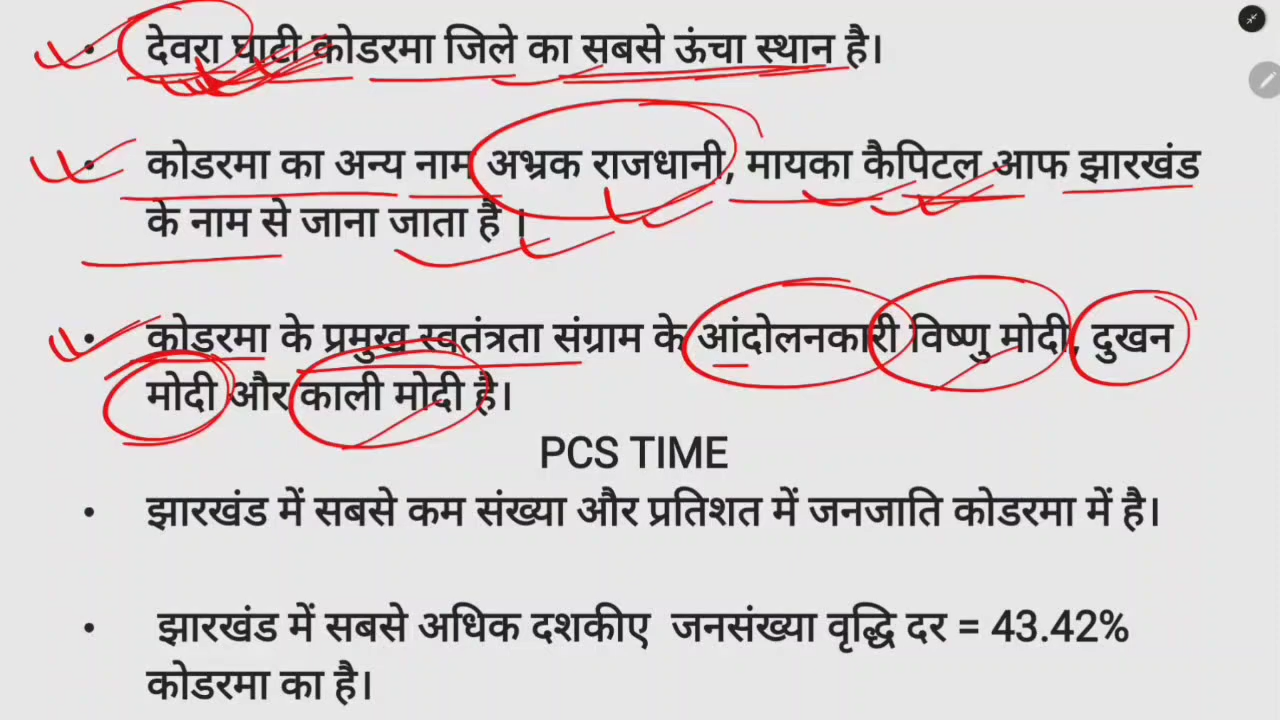 • देवरा घाटी कोडरमा जिले का सबसे ऊंचा स्थान है।
• कोडरमा का अन्य नाम अभ्रक राजधानी, मायका कैपिटल आफ झारखंड
के नाम से जाना जाता है ।
• कोडरमा के प्रमुख स्वतंत्रता संग्राम के आंदोलनकारी विष्णु मोदी, दुखन
मोदी और काली मोदी है।
PCS TIME
• झारखंड में सबसे कम संख्या और प्रतिशत में जनजाति कोडरमा में है।
• झारखंड में सबसे अधिक दशकीए जनसंख्या वृद्धि दर = 43.42%
कोडरमा का है।